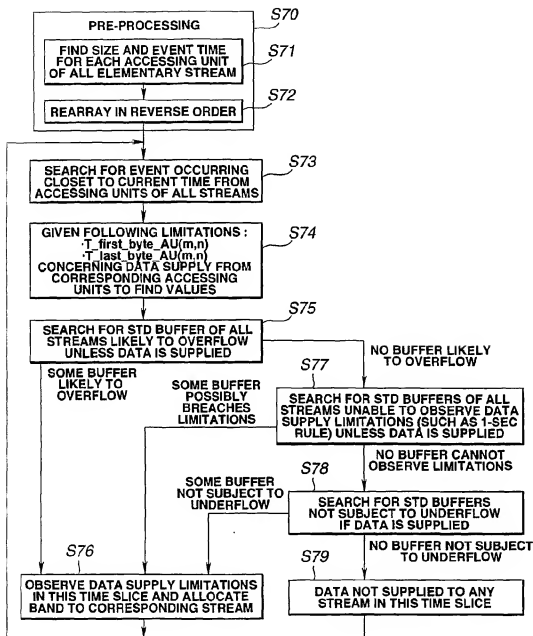 S70
PRE-PROCESSING
S71
FIND SIZE AND EVENT TIME
FOR EACH ACCESSING UNIT
OF ALL ELEMENTARY STREAM
S72
REARRAY IN REVERSE ORDER
S73
SEARCH FOR EVENT OCCURRING
CLOSET TO CURRENT TIME FROM
ACCESSING UNITS OF ALL STREAMS
S74
GIVEN FOLLOWING LIMITATIONS :
·T_first_byte_AU(m,n)
·T_last_byte_AU(m,n)
CONCERNING DATA SUPPLY FROM
CORRESPONDING ACCESSING
UNITS TO FIND VALUES
S75
SEARCH FOR STD BUFFER OF ALL
STREAMS LIKELY TO OVERFLOW
UNLESS DATA IS SUPPLIED
NO BUFFER LIKELY
TO OVERFLOW
SOME BUFFER
LIKELY TO
OVERFLOW
SOME BUFFER
POSSIBLY
BREACHES
LIMITATIONS
S77
SEARCH FOR STD BUFFERS OF ALL
STREAMS UNABLE TO OBSERVE DATA
SUPPLY LIMITATIONS (SUCH AS 1-SEC
RULE) UNLESS DATA IS SUPPLIED
NO BUFFER CANNOT
OBSERVE LIMITATIONS
SOME BUFFER
NOT SUBJECT TO
UNDERFLOW
S78
SEARCH FOR STD BUFFERS
NOT SUBJECT TO UNDERFLOW
IF DATA IS SUPPLIED
NO BUFFER NOT SUBJECT
TO UNDERFLOW
S76
OBSERVE DATA SUPPLY LIMITATIONS
IN THIS TIME SLICE AND ALLOCATE
BAND TO CORRESPONDING STREAM
S79
DATA NOT SUPPLIED TO ANY
STREAM IN THIS TIME SLICE